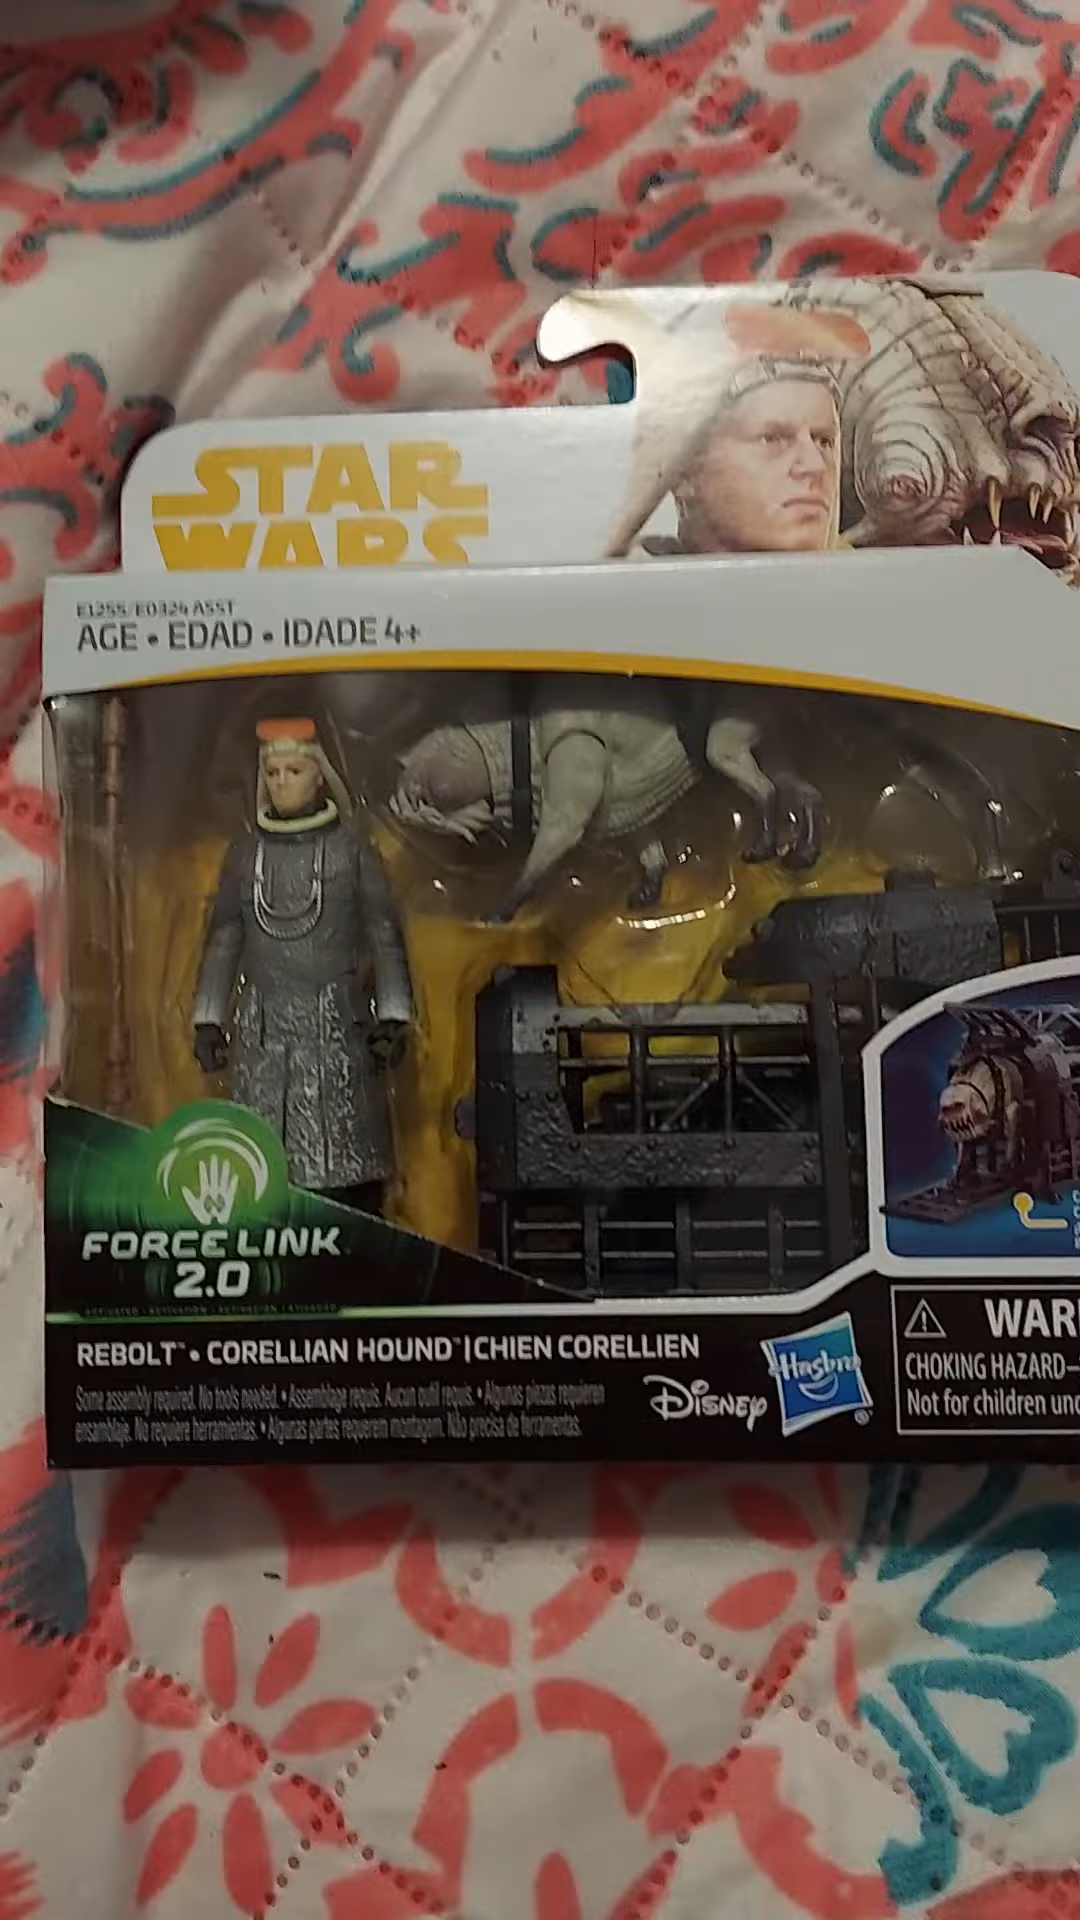 STAR
WARS
E1255/E0324 ASST
AGE • EDAD • IDADE 4+
FORCE LINK
2.0
REBOLT™ • CORELLIAN HOUND™ | CHIEN CORELLIEN
Some assembly required. No tools needed. • Assemblage requis. Aucun outil requis. • Algunas piezas requieren
ensamblaje. No requiere herramientas. • Algumas partes requerem montagem. Não precisa de ferramentas.
Disney
Hasbro
®
WAR
CHOKING HAZARD–
Not for children und